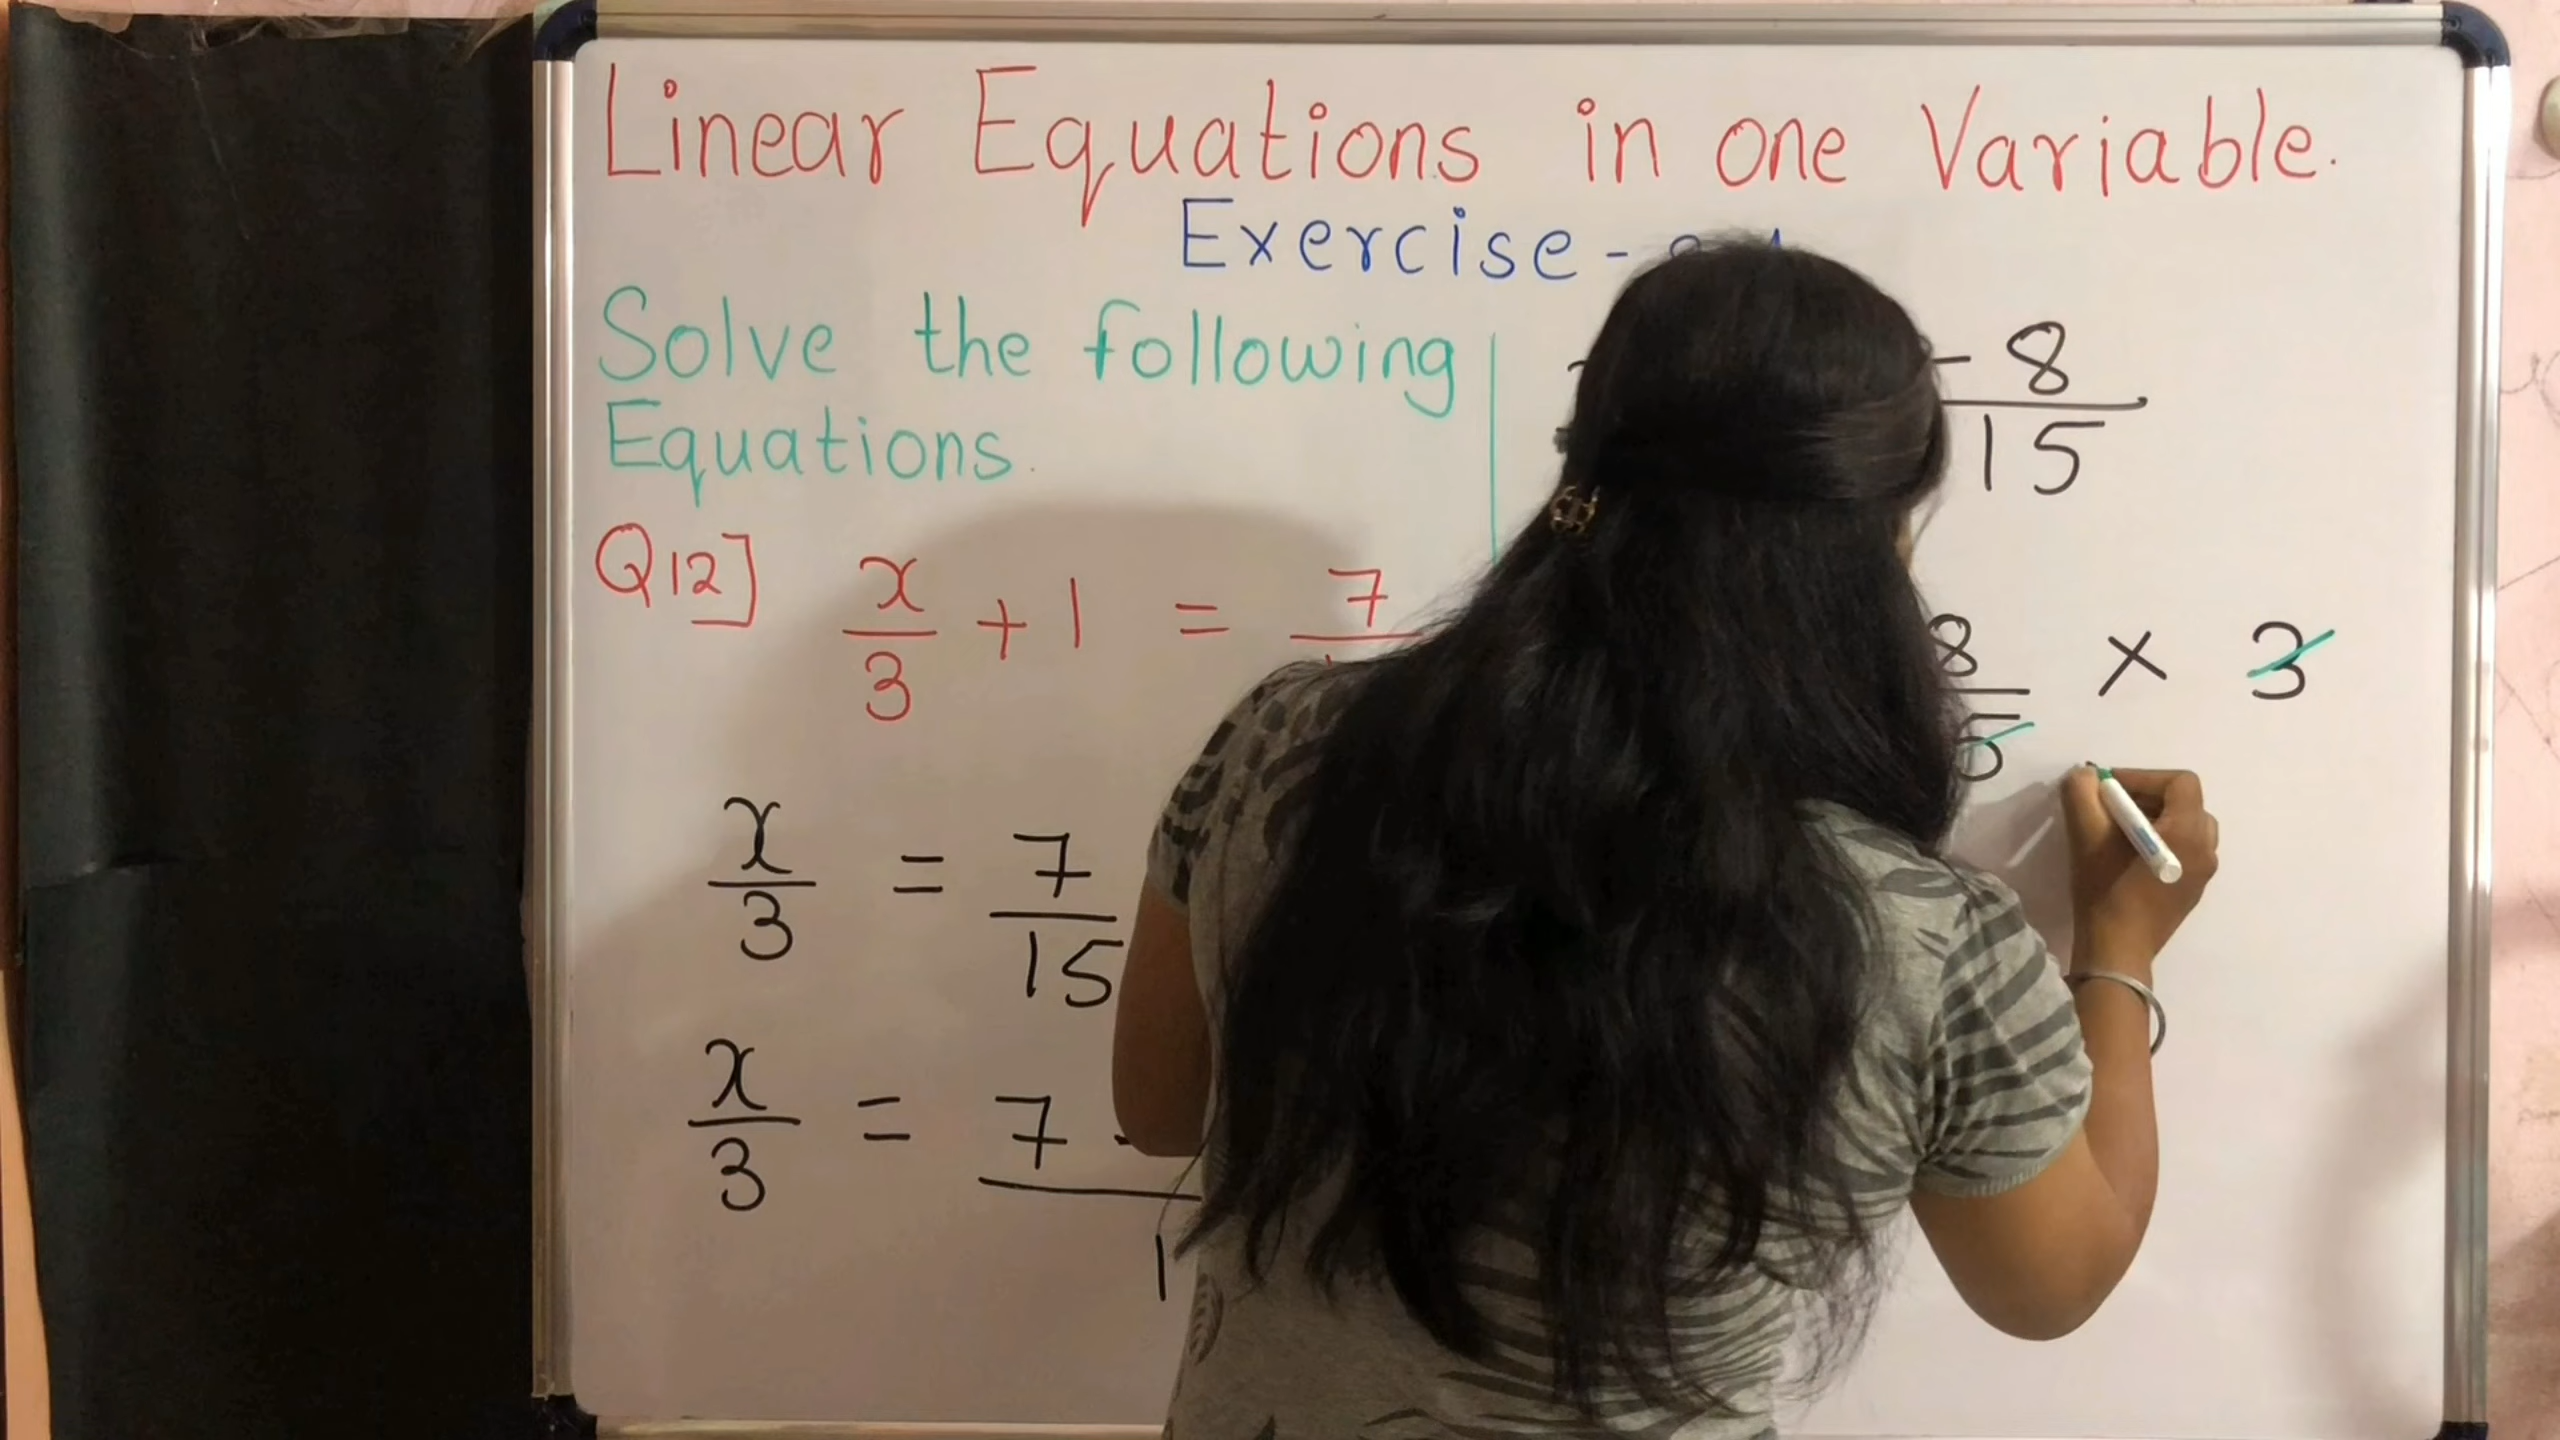 Linear Equations in one Variable.
Exercise -
Solve the following
Equations.
Q12] x/3 + 1 = 7
x/3 = 7/15
x/3 = 7
- 8/15
8 × 3